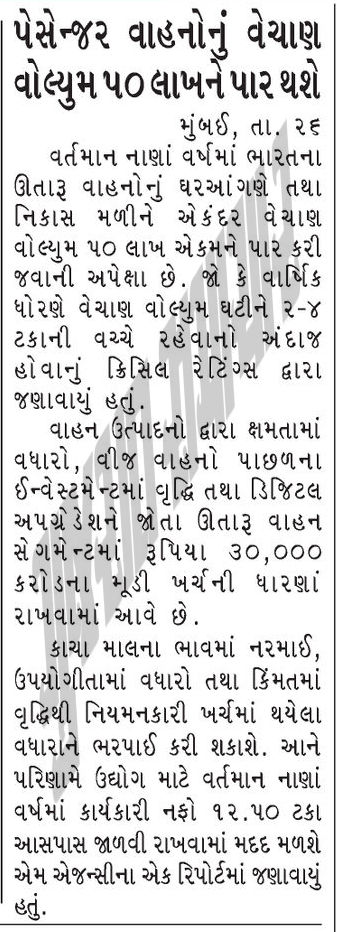 પેસેન્જર વાહનોનું વેચાણ
વોલ્યુમ ૫૦ લાખને પાર થશે
મુંબઈ, તા. ૨૬
વર્તમાન નાણાં વર્ષમાં ભારતના
ઊતારૂ વાહનોનું ઘરઆંગણે તથા
નિકાસ મળીને એકંદર વેચાણ
વોલ્યુમ ૫૦ લાખ એકમને પાર કરી
જવાની અપેક્ષા છે. જો કે વાર્ષિક
ધોરણે વેચાણ વોલ્યુમ ઘટીને ૨-૪
ટકાની વચ્ચે રહેવાનો અંદાજ
હોવાનું ક્રિસિલ રેટિંગ્સ દ્વારા
જણાવાયું હતું.
વાહન ઉત્પાદનો દ્વારા ક્ષમતામાં
વધારો, વીજ વાહનો પાછળના
ઈન્વેસ્ટમેન્ટમાં વૃદ્ધિ તથા ડિજિટલ
અપગ્રેડેશનને જોતા ઊતારૂ વાહન
સેગમેન્ટમાં રૂપિયા ૩૦,૦૦૦
કરોડના મૂડી ખર્ચની ધારણાં
રાખવામાં આવે છે.
કાચા માલના ભાવમાં નરમાઈ,
ઉપયોગીતામાં વધારો તથા કિંમતમાં
વૃદ્ધિથી નિયમનકારી ખર્ચમાં થયેલા
વધારાને ભરપાઈ કરી શકાશે. આને
પરિણામે ઉદ્યોગ માટે વર્તમાન નાણાં
વર્ષમાં કાર્યકારી નફો ૧૨.૫૦ ટકા
આસપાસ જાળવી રાખવામાં મદદ મળશે
એમ એજન્સીના એક રિપોર્ટમાં જણાવાયું
હતું.